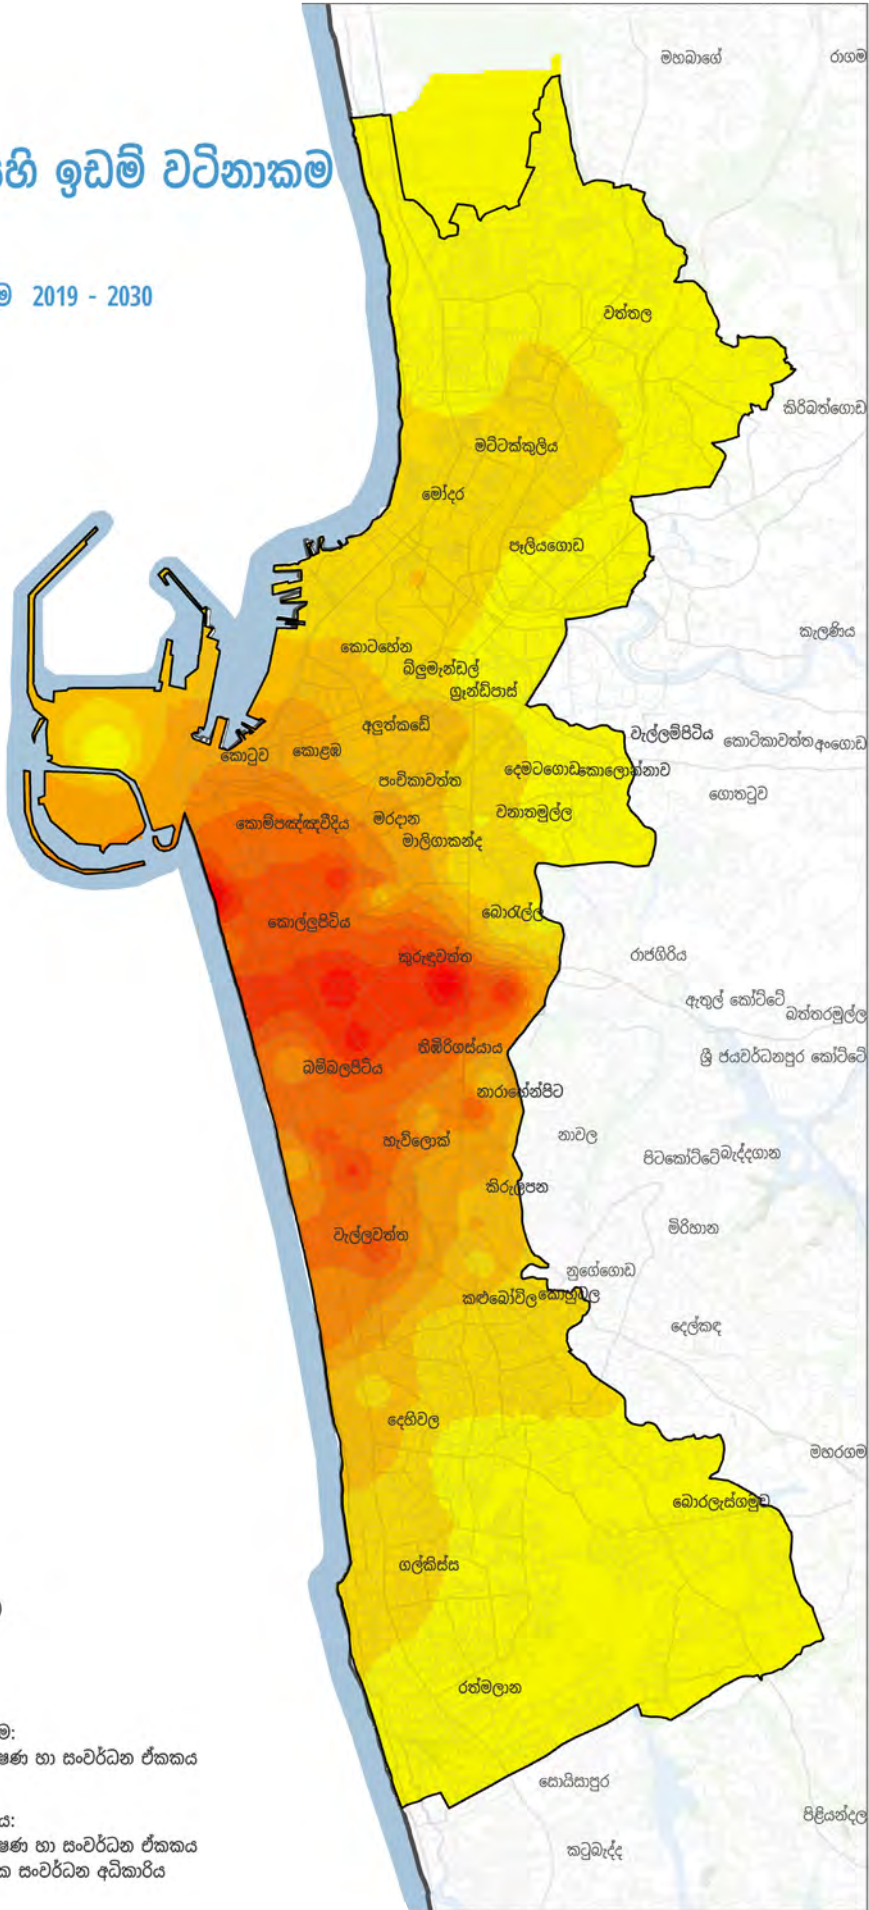 මහබාගේ
රාගම
ඉඩම් වටිනාකම
2019 - 2030
වත්තල
කිරිබත්ගොඩ
මට්ටක්කුලිය
මෝදර
පෑලියගොඩ
කැලණිය
කොටහේන
බ්ලුමැන්ඩල්
ග්‍රෑන්ඩ්පාස්
අලුත්කඩේ
වැල්ලම්පිටිය
කොටිකාවත්ත අංගොඩ
කොටුව
කොළඹ
දෙමටගොඩ කොලොන්නාව
පංචිකාවත්ත
ගොතටුව
වනාතමුල්ල
කොම්පඤ්ඤවීදිය
මරදාන
මාලිගාකන්ද
බොරැල්ල
කොල්ලුපිටිය
කුරුඳුවත්ත
රාජගිරිය
ඇතුල් කෝට්ටේ
බත්තරමුල්ල
තිඹිරිගස්යාය
ශ්‍රී ජයවර්ධනපුර කෝට්ටේ
බම්බලපිටිය
නාරාහේන්පිට
හැව්ලොක්
නාවල
පිටකෝට්ටේ බැද්දගාන
කිරුලපන
මිරිහාන
වැල්ලවත්ත
නුගේගොඩ
කළුබෝවිල කොහුවල
දෙල්කඳ
දෙහිවල
මහරගම
බොරලැස්ගමුව
ගල්කිස්ස
රත්මලාන
හා සංවර්ධන ඒකකය
සොයිසාපුර
පිළියන්දල
හා සංවර්ධන ඒකකය
කටුබැද්ද
සංවර්ධන අධිකාරිය